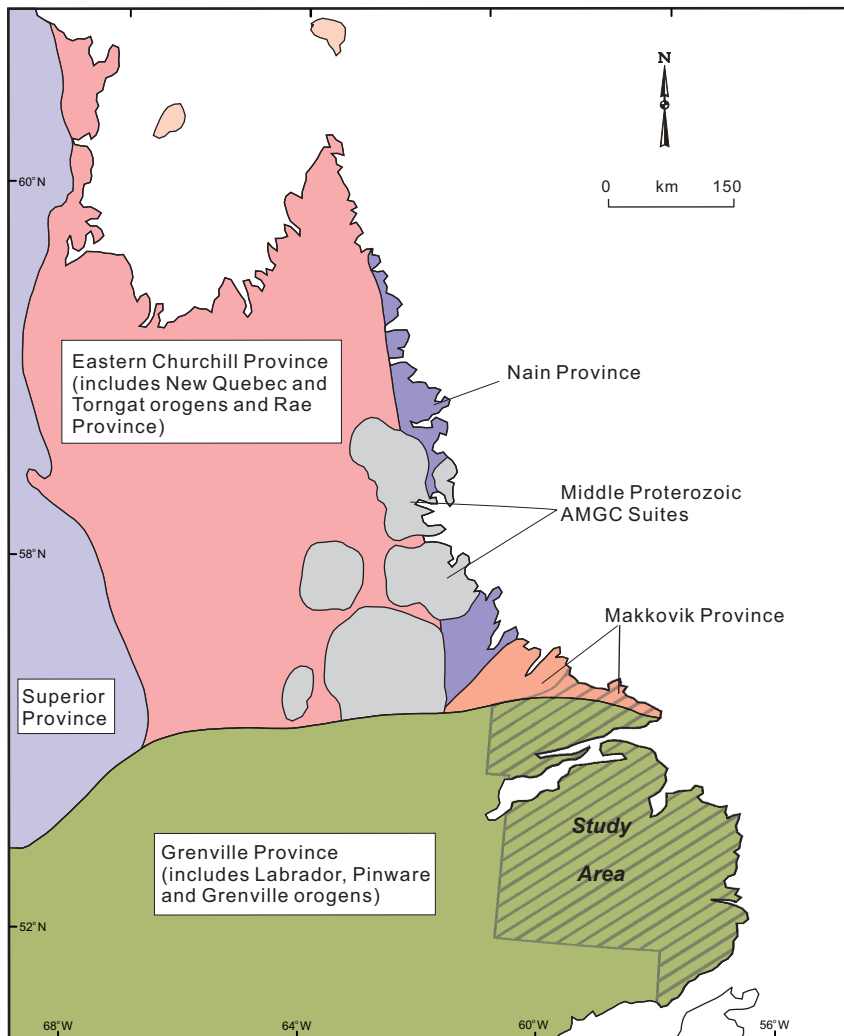 N
0 km 150
60°N
Eastern Churchill Province
(includes New Quebec and
Torngat orogens and Rae
Province)
Nain Province
Middle Proterozoic
AMGC Suites
58°N
Makkovik Province
Superior
Province
Study
Area
Grenville Province
(includes Labrador, Pinware
and Grenville orogens)
52°N
68°W
64°W
60°W
56°W